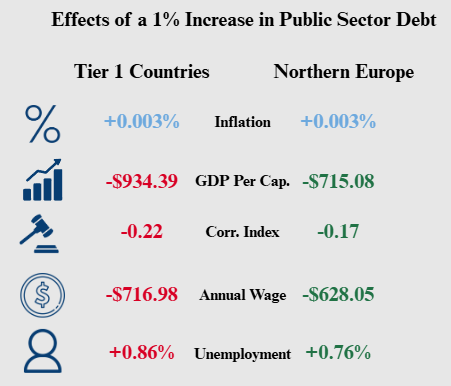 Effects of a 1% Increase in Public Sector Debt
Tier 1 Countries Northern Europe
% +0.003% Inflation +0.003%
-$934.39 GDP Per Cap. -$715.08
-0.22 Corr. Index -0.17
$ -$716.98 Annual Wage -$628.05
+0.86% Unemployment +0.76%